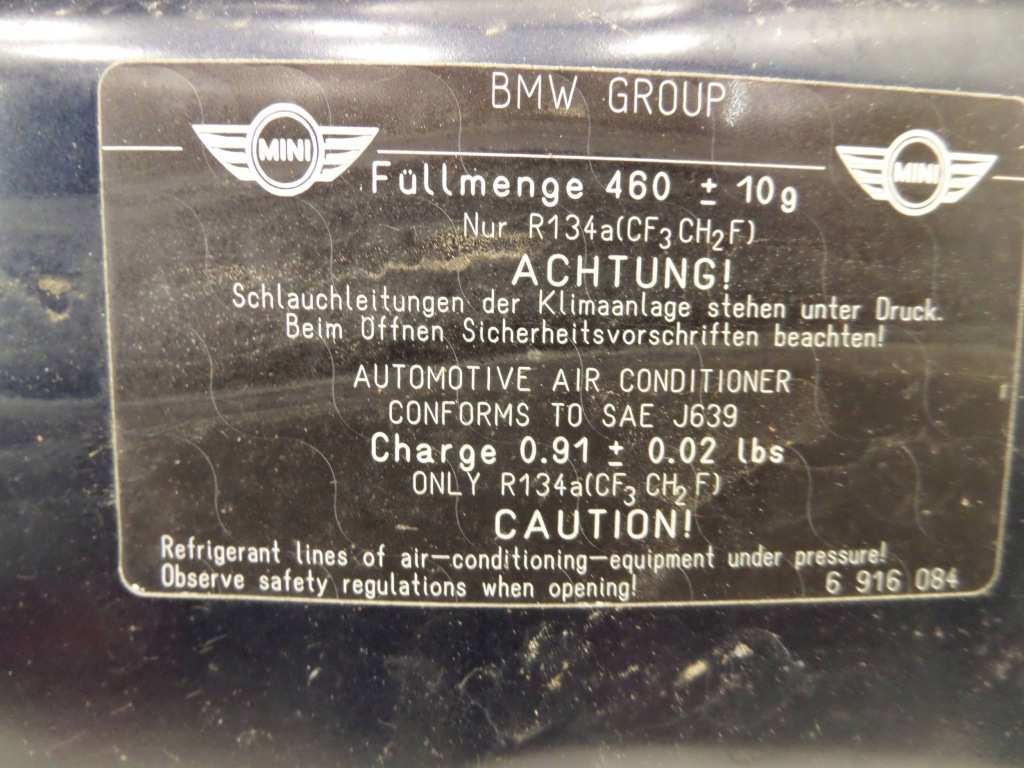 BMW GROUP
MINI MINI
Füllmenge 460 ± 10g
Nur R134a(CF₃CH₂F)
ACHTUNG!
Schlauchleitungen der Klimaanlage stehen unter Druck.
Beim Öffnen Sicherheitsvorschriften beachten!
AUTOMOTIVE AIR CONDITIONER
CONFORMS TO SAE J639
Charge 0.91 ± 0.02 lbs
ONLY R134a(CF₃CH₂F)
CAUTION!
Refrigerant lines of air-conditioning-equipment under pressure!
Observe safety regulations when opening!
6 916 084